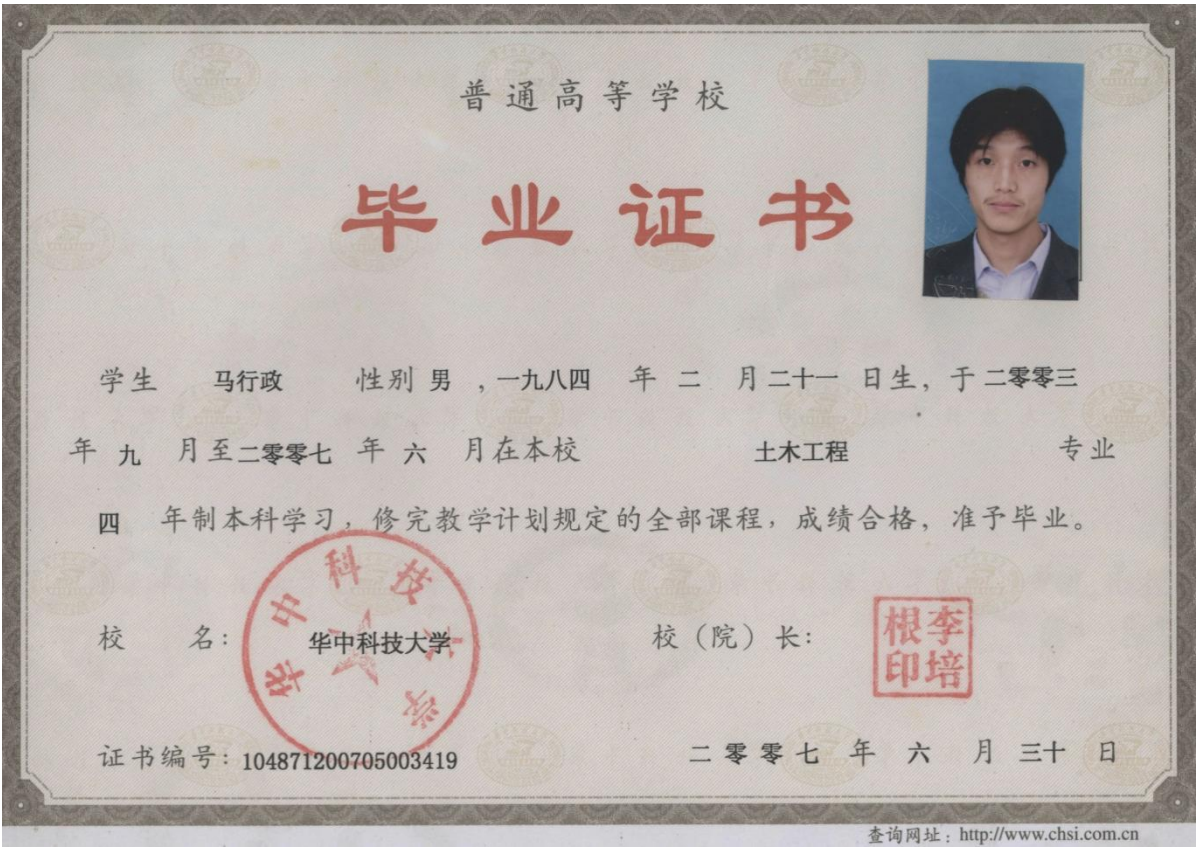 普通高等学校
毕业证书
学生 马行政 性别 男 ,一九八四 年 二 月二十一 日生,于 二零零三
年 九 月至二零零七 年 六 月在本校 土木工程 专业
四 年制本科学习,修完教学计划规定的全部课程,成绩合格,准予毕业。
华中科技大学
校 名: 华中科技大学 校(院)长:
李培根印
证书编号: 104871200705003419 二零零七 年 六 月 三十 日
查询网址: http://www.chsi.com.cn